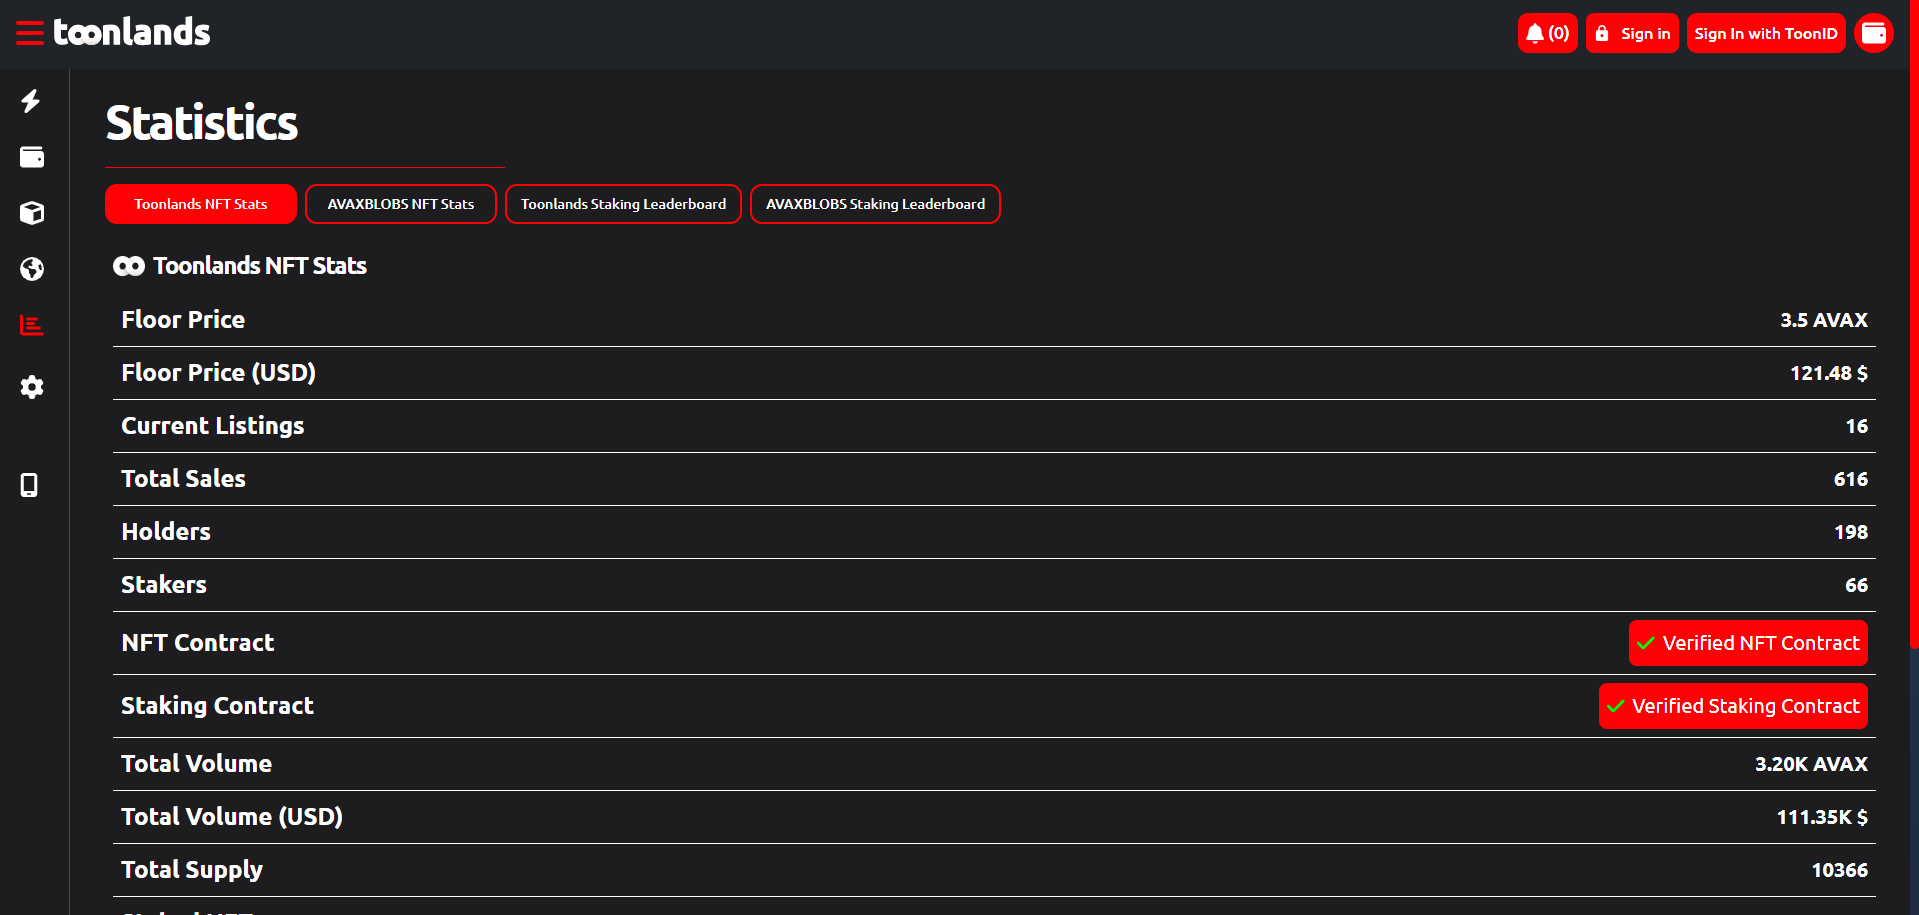 toonlands
(0)
Sign in
Sign In with ToonID
Statistics
Toonlands NFT Stats
AVAXBLOBS NFT Stats
Toonlands Staking Leaderboard
AVAXBLOBS Staking Leaderboard
Toonlands NFT Stats
Floor Price 3.5 AVAX
Floor Price (USD) 121.48 $
Current Listings 16
Total Sales 616
Holders 198
Stakers 66
NFT Contract Verified NFT Contract
Staking Contract Verified Staking Contract
Total Volume 3.20K AVAX
Total Volume (USD) 111.35K $
Total Supply 10366